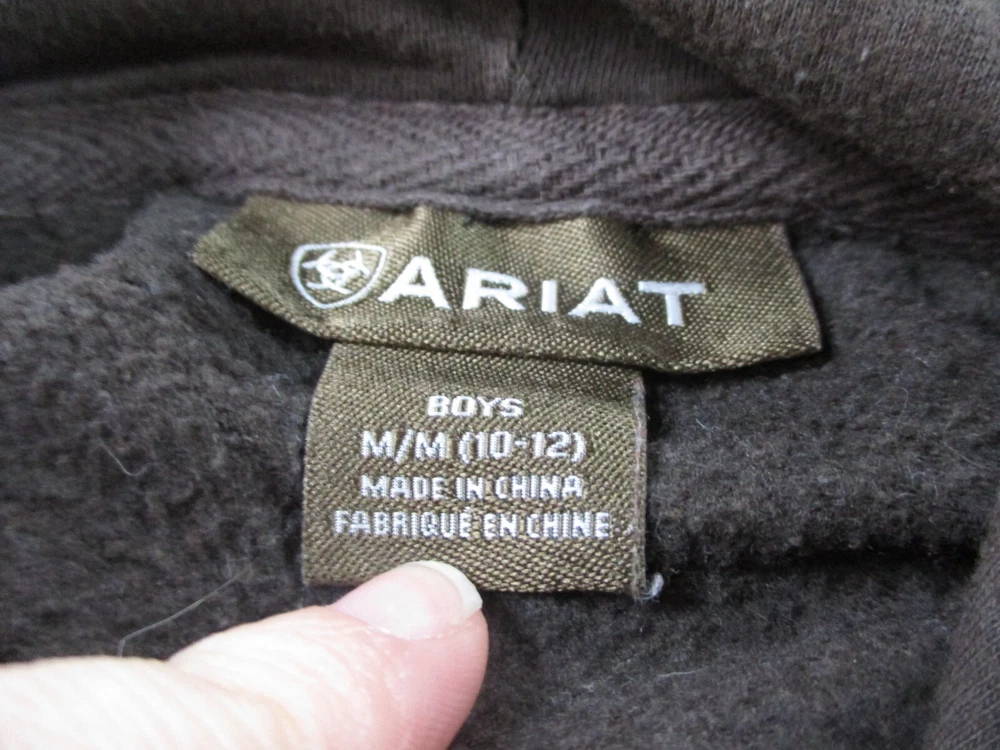 ARIAT
BOYS
M/M (10-12)
MADE IN CHINA
FABRIQUÉ EN CHINE